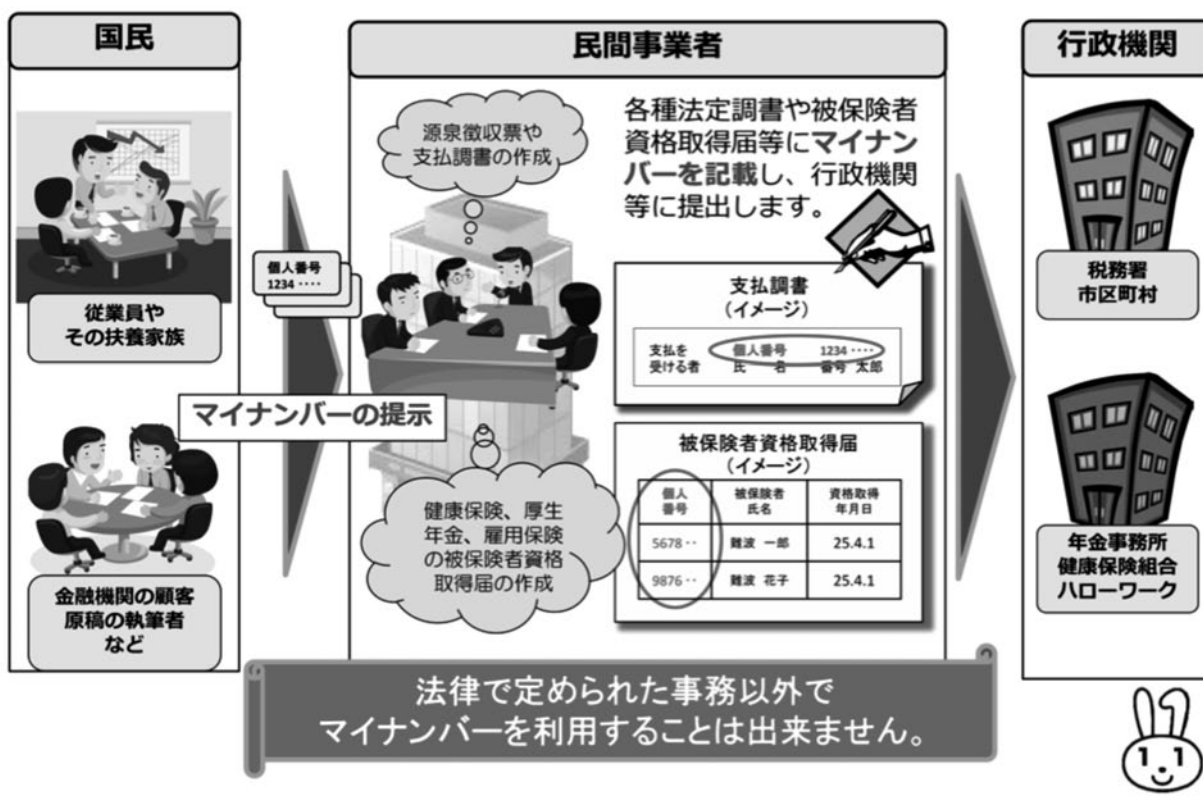 国民
従業員や
その扶養家族
金融機関の顧客
原稿の執筆者
など
個人番号
1234 ‥‥
マイナンバーの提示
民間事業者
源泉徴収票や
支払調書の作成
各種法定調書や被保険者
資格取得届等にマイナン
バーを記載し、行政機関
等に提出します。
支払調書
（イメージ）
支払を 個人番号 1234 ‥‥
受ける者 氏 名 番号 太郎
健康保険、厚生
年金、雇用保険
の被保険者資格
取得届の作成
被保険者資格取得届
（イメージ）
個人 被保険者 資格取得
番号 氏名 年月日
5678 ‥ 難波 一郎 25.4.1
9876 ‥ 難波 花子 25.4.1
行政機関
税務署
市区町村
年金事務所
健康保険組合
ハローワーク
法律で定められた事務以外で
マイナンバーを利用することは出来ません。